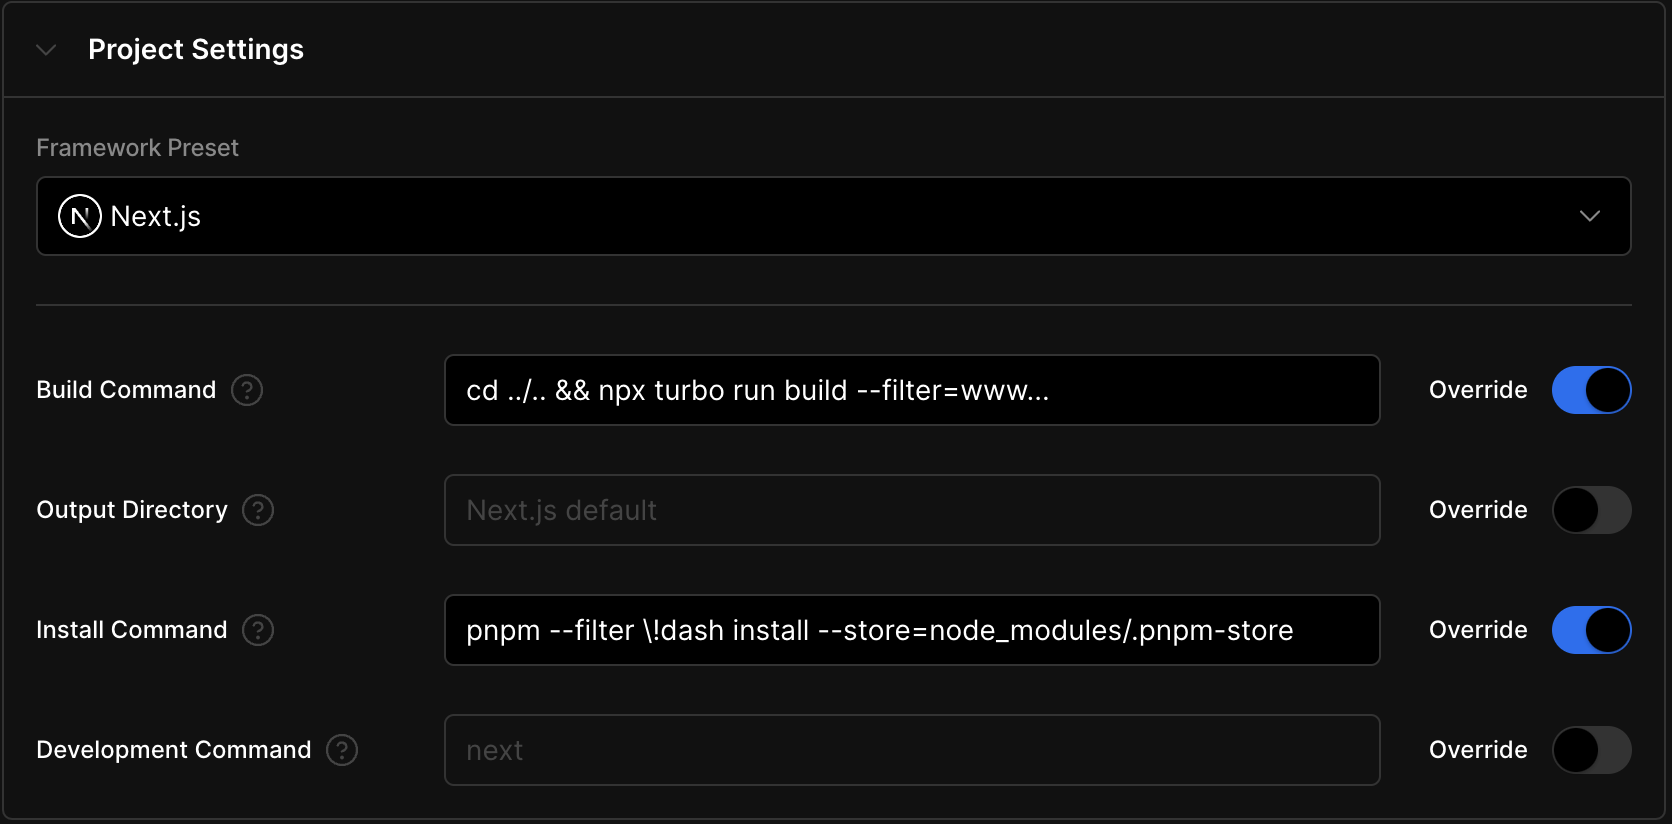 Project Settings
Framework Preset
N Next.js
Build Command ? cd ../.. && npx turbo run build --filter=www... Override
Output Directory ? Next.js default Override
Install Command ? pnpm --filter \!dash install --store=node_modules/.pnpm-store Override
Development Command ? next Override